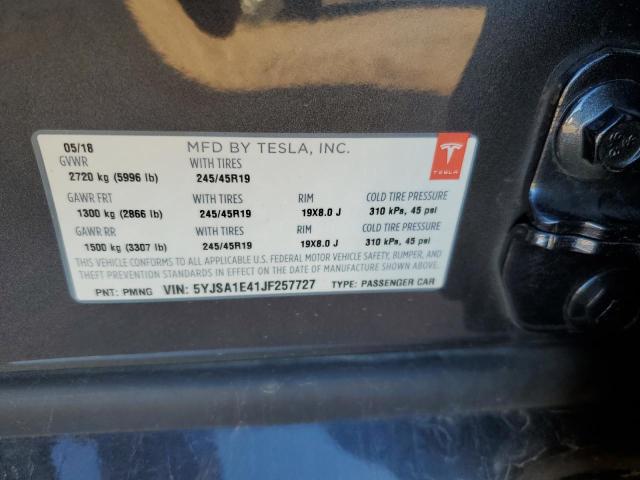 05/18 MFD BY TESLA, INC.
GVWR WITH TIRES
2720 kg (5996 lb) 245/45R19
TESLA
GAWR FRT WITH TIRES RIM COLD TIRE PRESSURE
1300 kg (2866 lb) 245/45R19 19X8.0 J 310 kPs, 45 psi
GAWR RR WITH TIRES RIM COLD TIRE PRESSURE
1500 kg (3307 lb) 245/45R19 19X8.0 J 310 kPs, 45 psi
THIS VEHICLE CONFORMS TO ALL APPLICABLE U.S. FEDERAL MOTOR VEHICLE SAFETY, BUMPER, AND
THEFT PREVENTION STANDARDS IN EFFECT ON THE DATE OF MANUFACTURE SHOWN ABOVE.
PNT: PMNG VIN: 5YJSA1E41JF257727 TYPE: PASSENGER CAR